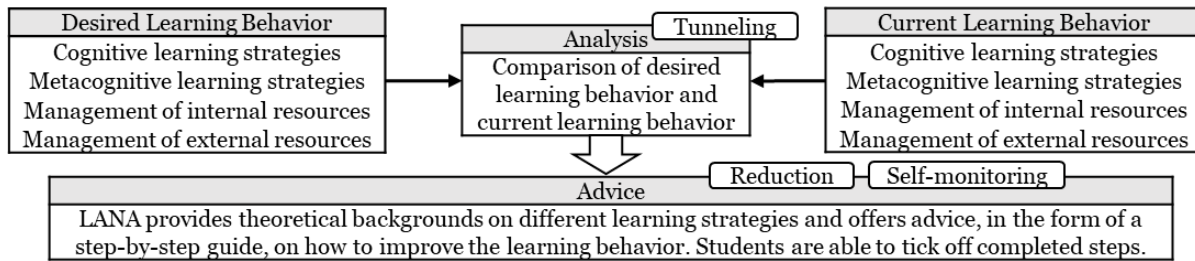 Desired Learning Behavior
Cognitive learning strategies
Metacognitive learning strategies
Management of internal resources
Management of external resources
Tunneling
Analysis
Comparison of desired
learning behavior and
current learning behavior
Current Learning Behavior
Cognitive learning strategies
Metacognitive learning strategies
Management of internal resources
Management of external resources
Reduction
Self-monitoring
Advice
LANA provides theoretical backgrounds on different learning strategies and offers advice, in the form of a
step-by-step guide, on how to improve the learning behavior. Students are able to tick off completed steps.